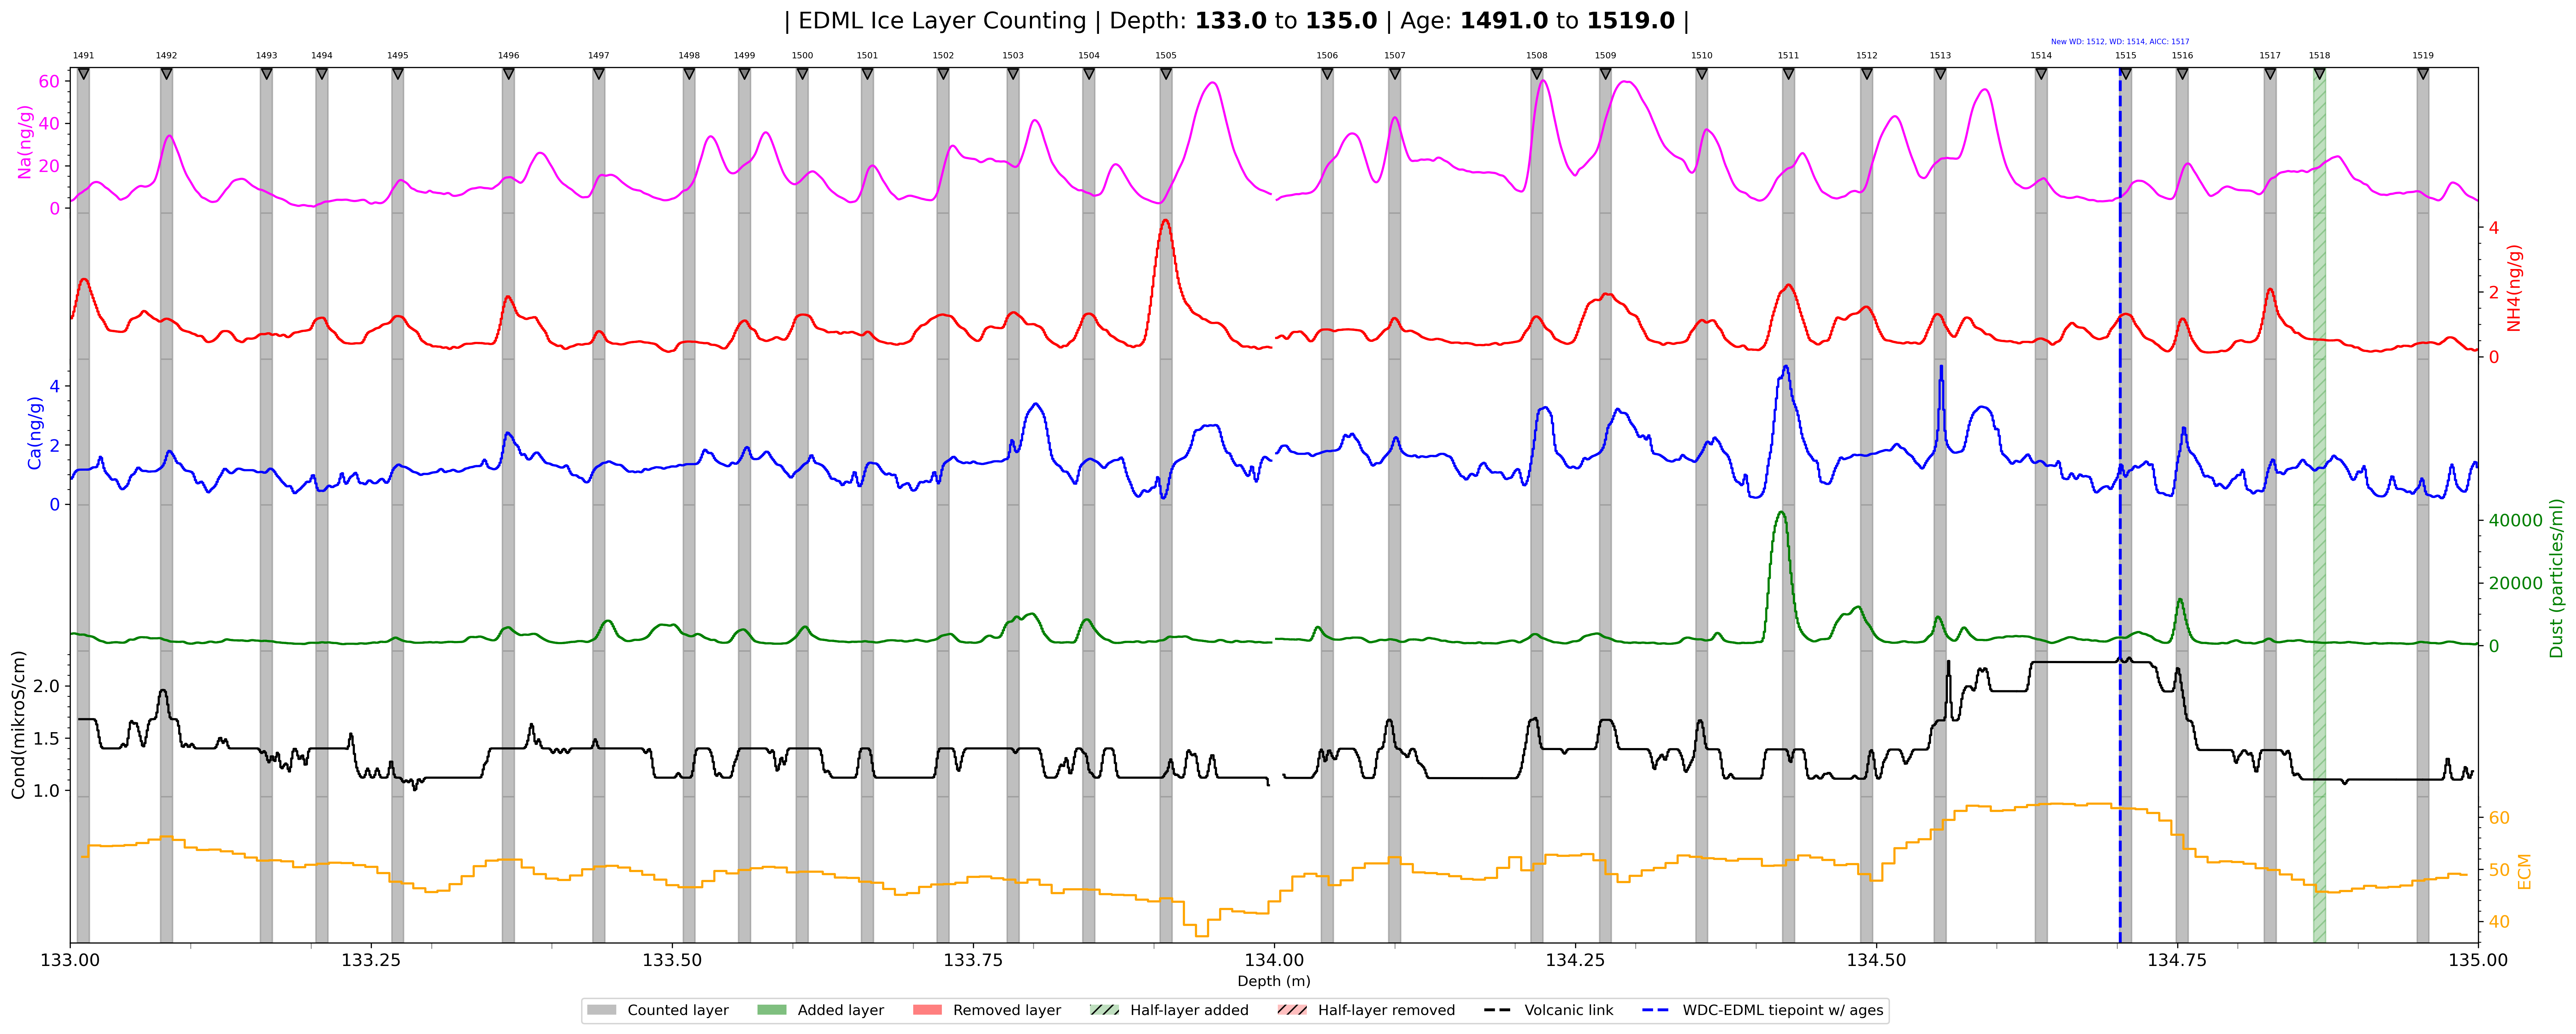 | EDML Ice Layer Counting | Depth: 133.0 to 135.0 | Age: 1491.0 to 1519.0 |
New WD: 1512, WD: 1514, AICC: 1517
1491 1492 1493 1494 1495 1496 1497 1498 1499 1500 1501 1502 1503 1504 1505 1506 1507 1508 1509 1510 1511 1512 1513 1514 1515 1516 1517 1518 1519
60
40
20
0
Na(ng/g)
4
2
0
NH4(ng/g)
4
2
0
Ca(ng/g)
40000
20000
0
Dust (particles/ml)
2.0
1.5
1.0
Cond(mikroS/cm)
60
50
40
ECM
133.00 133.25 133.50 133.75 134.00 134.25 134.50 134.75 135.00
Depth (m)
Counted layer Added layer Removed layer Half-layer added Half-layer removed Volcanic link WDC-EDML tiepoint w/ ages